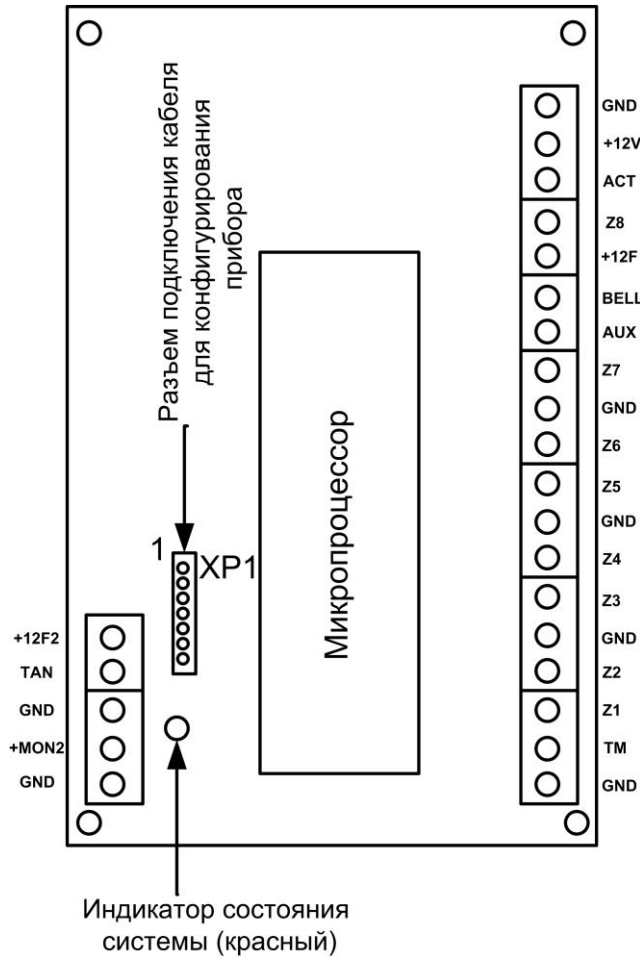 Разъем подключения кабеля
для конфигурирования
прибора
1
XP1
Микропроцессор
+12F2
TAN
GND
+MON2
GND
GND
+12V
ACT
Z8
+12F
BELL
AUX
Z7
GND
Z6
Z5
GND
Z4
Z3
GND
Z2
Z1
TM
GND
Индикатор состояния
системы (красный)